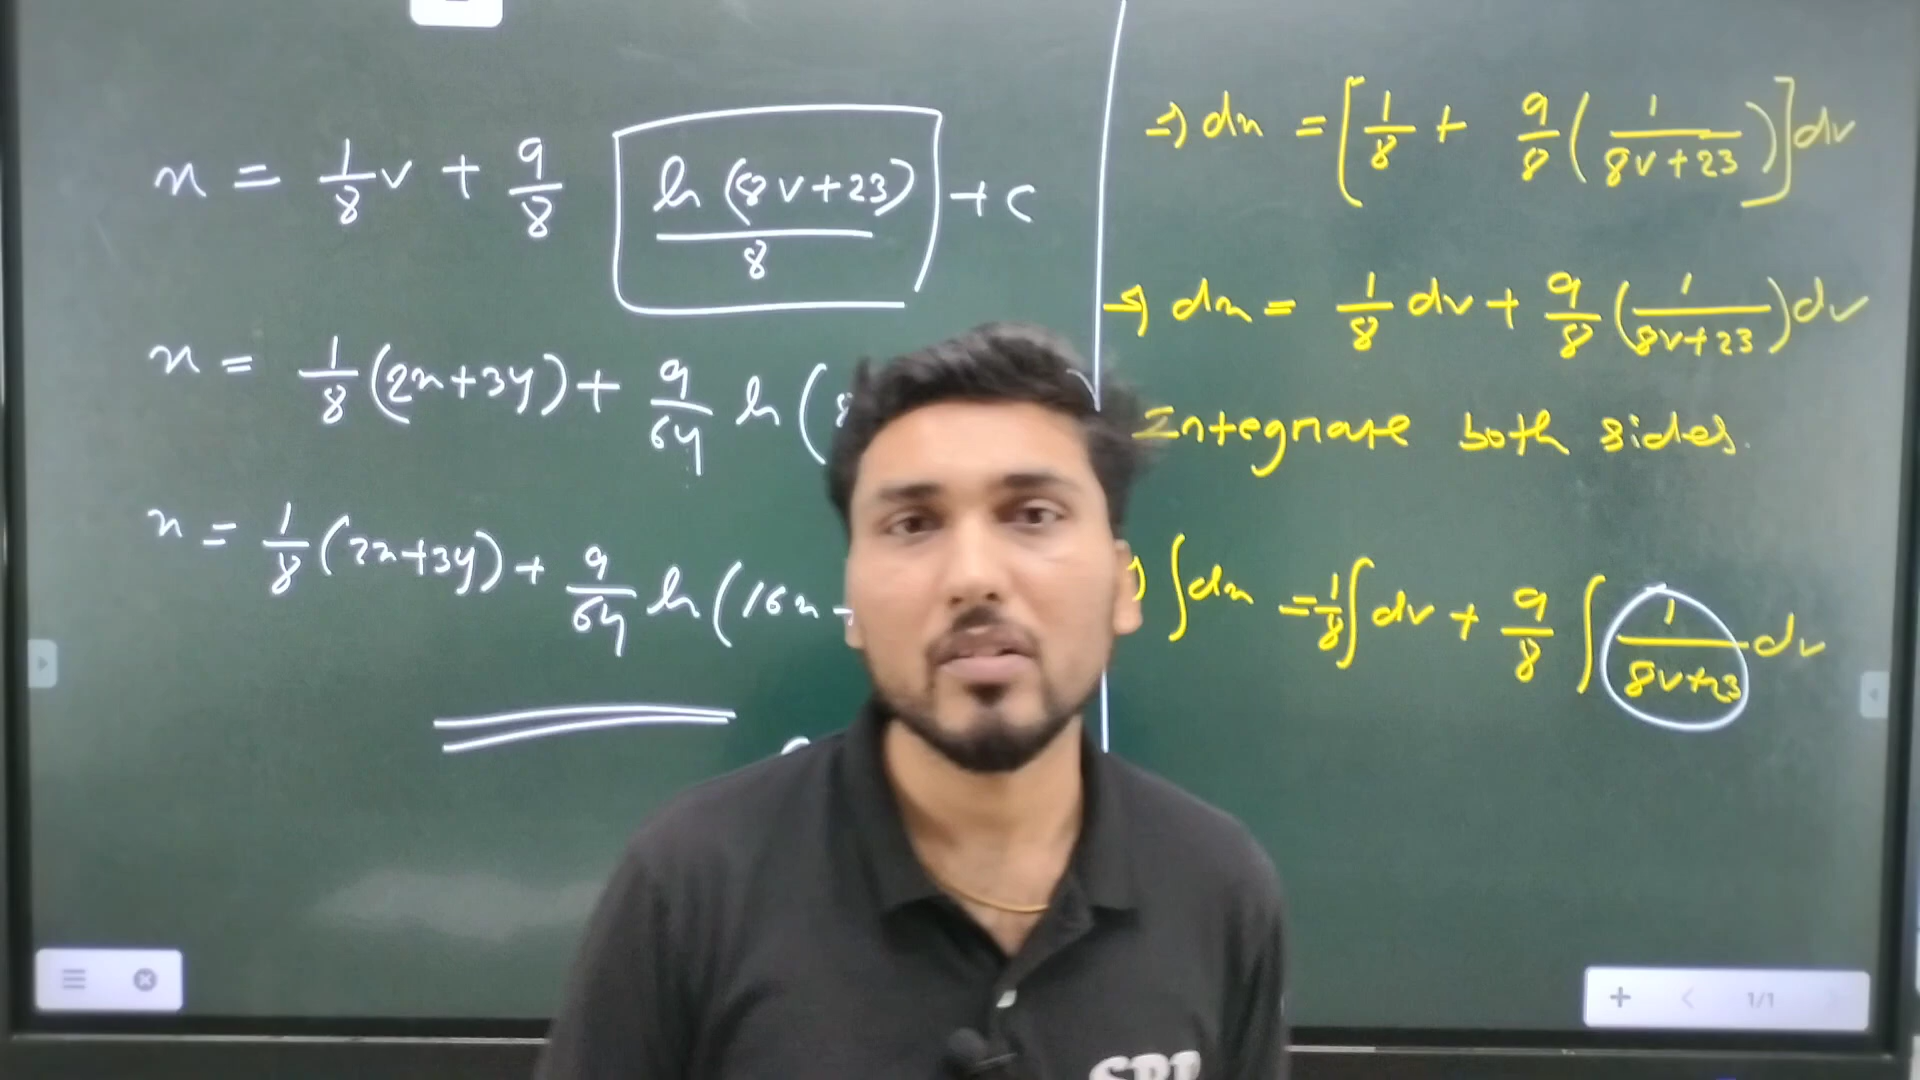 x = 1/8 v + 9/8 ln (8v+23)/8 + c
x = 1/8 (2x+3y) + 9/64 ln (8
x = 1/8 (2x+3y) + 9/64 ln (16x
⇒ dx = [1/8 + 9/8 (1/(8v+23))] dv
⇒ dx = 1/8 dv + 9/8 (1/(8v+23)) dv
Integrate both sides.
∫dx = 1/8 ∫dv + 9/8 ∫ 1/(8v+23) dv
1/1